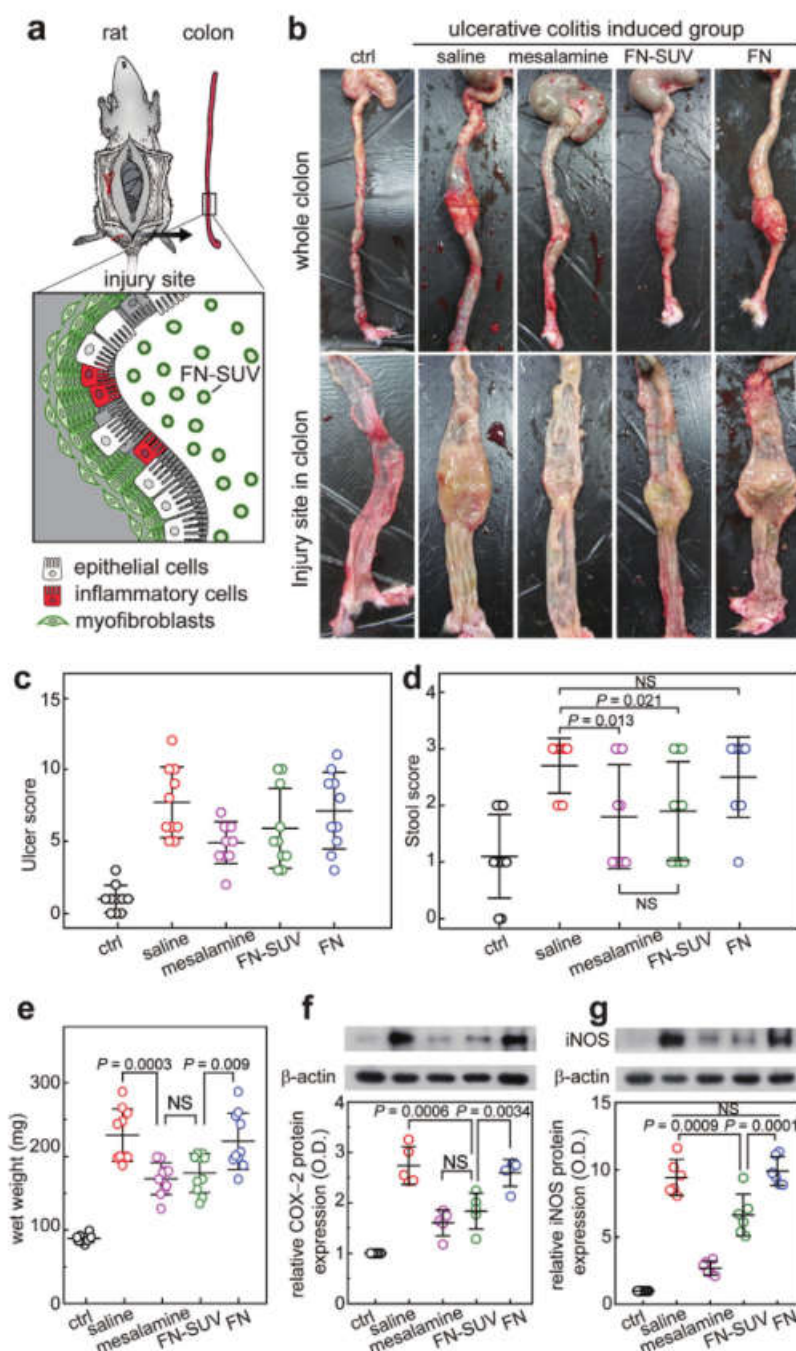 a
rat
colon
injury site
FN-SUV
epithelial cells
inflammatory cells
myofibroblasts
b
ulcerative colitis induced group
ctrl saline mesalamine FN-SUV FN
whole clolon
Injury site in clolon
c
Ulcer score
15
10
5
0
ctrl saline mesalamine FN-SUV FN
d
Stool score
4
3
2
1
0
NS
P = 0.021
P = 0.013
NS
ctrl saline mesalamine FN-SUV FN
e
wet weight (mg)
300
200
100
0
P = 0.0003
P = 0.009
NS
ctrl saline mesalamine FN-SUV FN
f
β-actin
relative COX-2 protein
expression (O.D.)
4
3
2
1
0
P = 0.0006
P = 0.0034
NS
ctrl saline mesalamine FN-SUV FN
g
iNOS
β-actin
relative iNOS protein
expression (O.D.)
15
10
5
0
NS
P = 0.0009
P = 0.0001
ctrl saline mesalamine FN-SUV FN